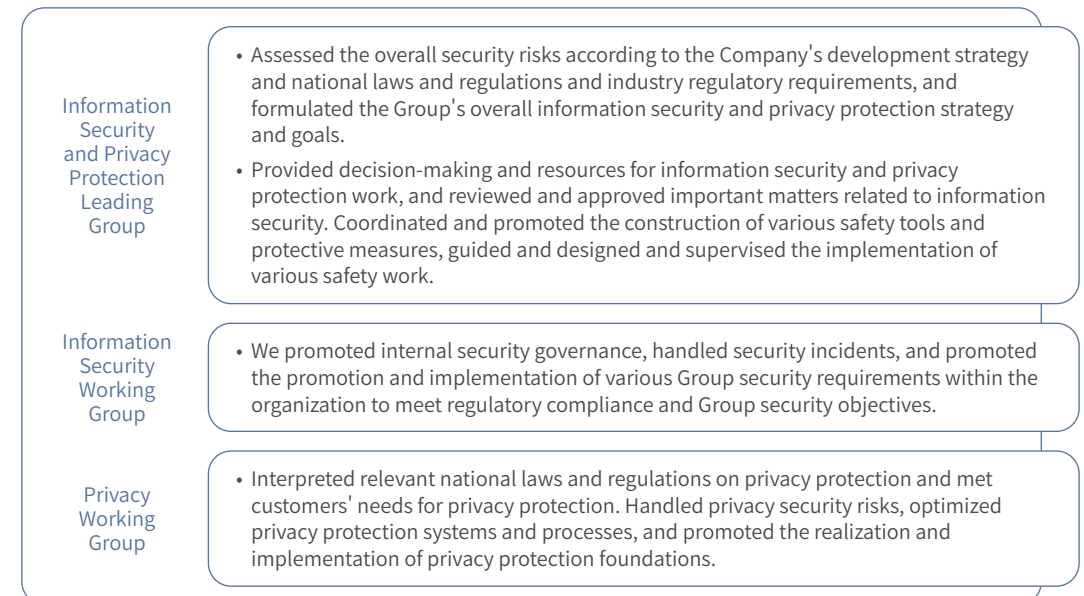 Information
Security
and Privacy
Protection
Leading
Group
• Assessed the overall security risks according to the Company's development strategy
and national laws and regulations and industry regulatory requirements, and
formulated the Group's overall information security and privacy protection strategy
and goals.
• Provided decision-making and resources for information security and privacy
protection work, and reviewed and approved important matters related to information
security. Coordinated and promoted the construction of various safety tools and
protective measures, guided and designed and supervised the implementation of
various safety work.
Information
Security
Working
Group
• We promoted internal security governance, handled security incidents, and promoted
the promotion and implementation of various Group security requirements within the
organization to meet regulatory compliance and Group security objectives.
Privacy
Working
Group
• Interpreted relevant national laws and regulations on privacy protection and met
customers' needs for privacy protection. Handled privacy security risks, optimized
privacy protection systems and processes, and promoted the realization and
implementation of privacy protection foundations.